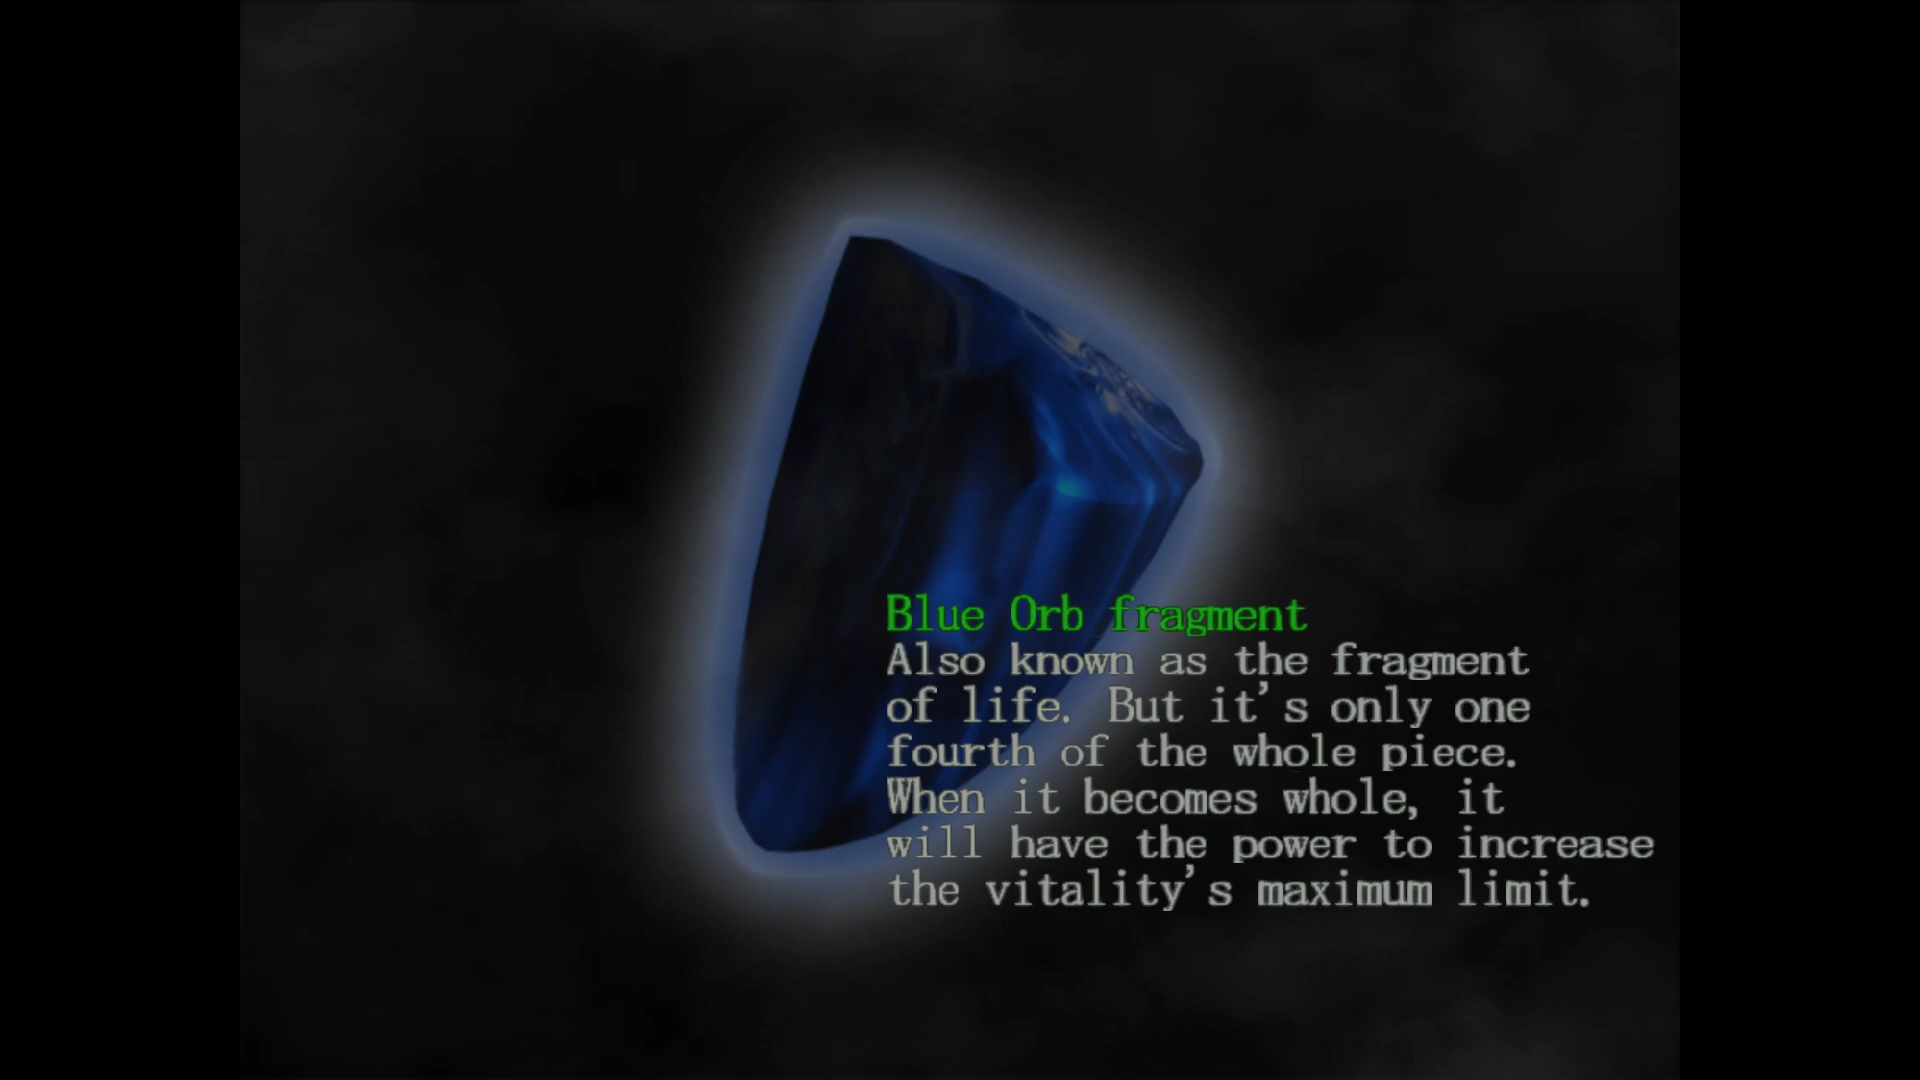 Blue Orb fragment
Also known as the fragment
of life. But it's only one
fourth of the whole piece.
When it becomes whole, it
will have the power to increase
the vitality's maximum limit.